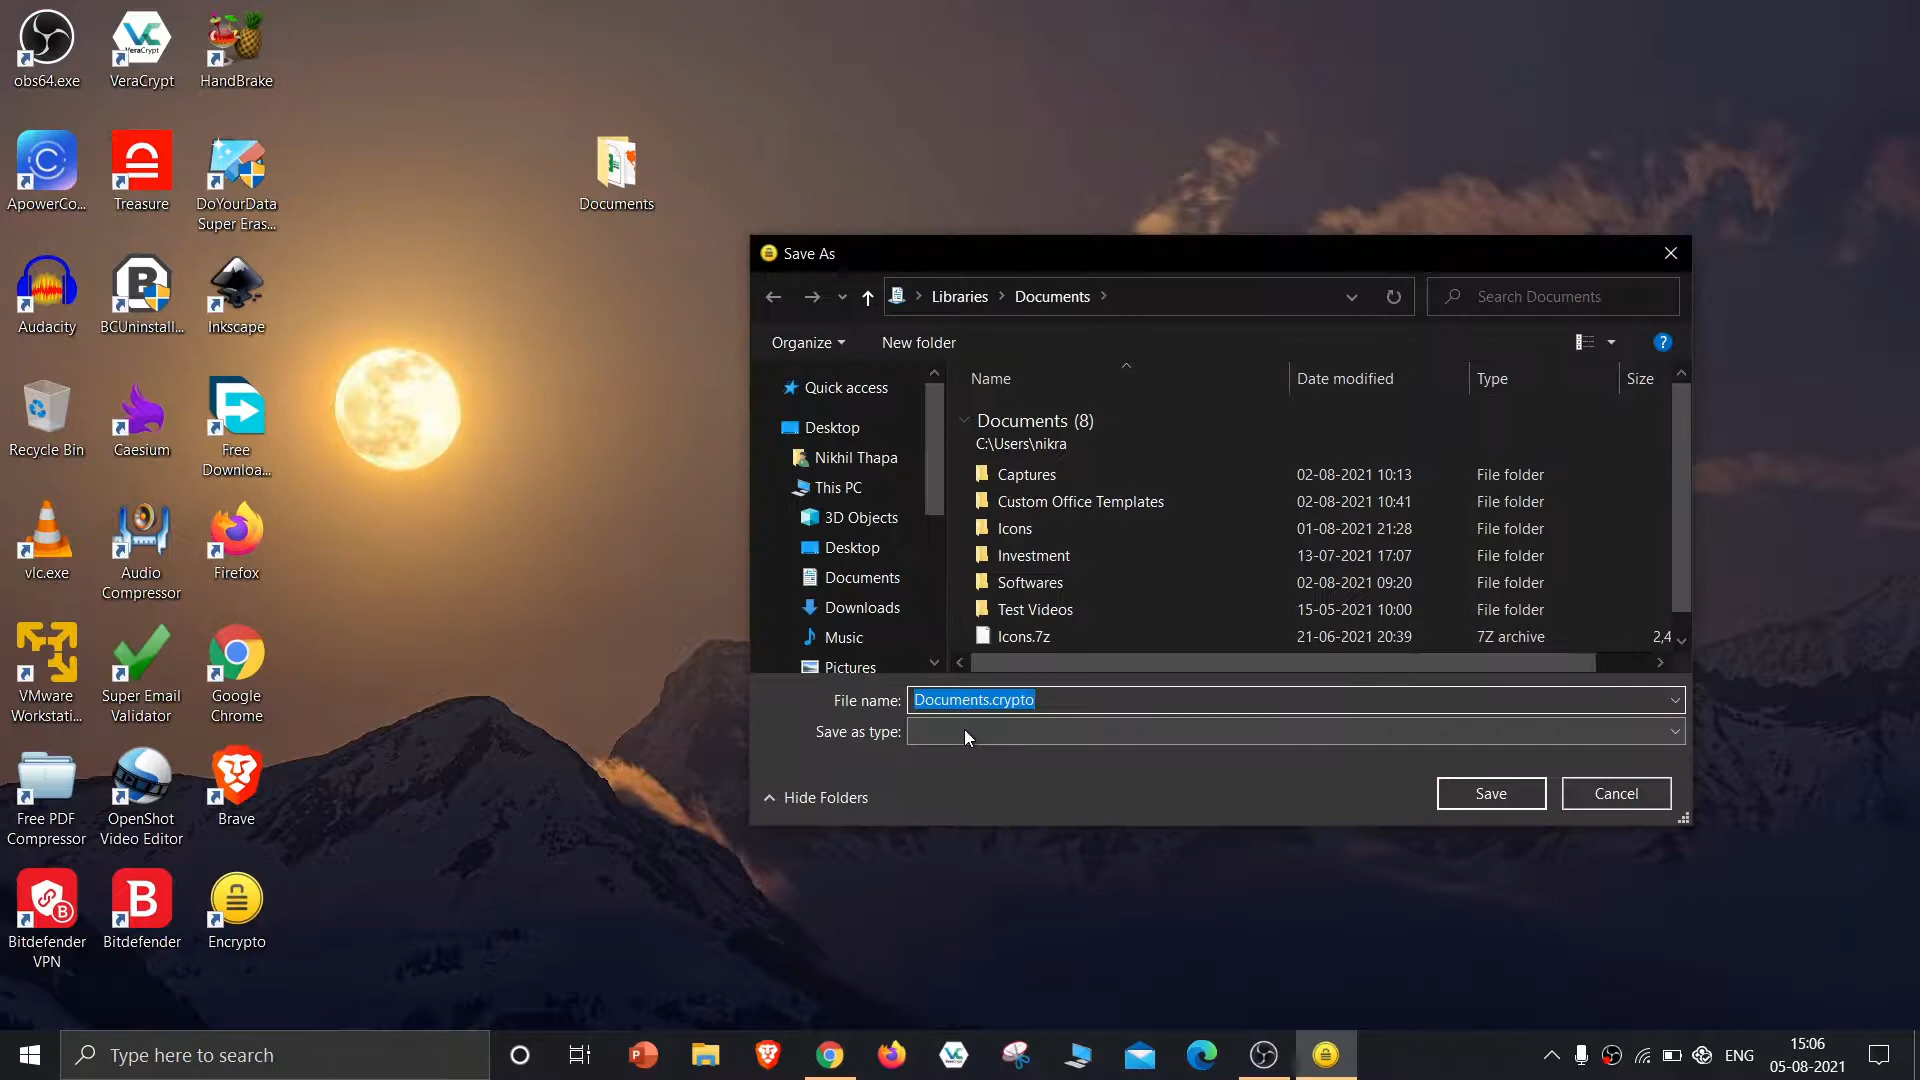 obs64.exe
VeraCrypt
HandBrake
ApowerCo...
Treasure
DoYourData
Super Eras...
Documents
Audacity
BCUninstall...
Inkscape
Recycle Bin
Caesium
Free
Downloa...
vlc.exe
Audio
Compressor
Firefox
VMware
Workstati...
Super Email
Validator
Google
Chrome
Free PDF
Compressor
OpenShot
Video Editor
Brave
Bitdefender
VPN
Bitdefender
Encrypto
Save As
Libraries
Documents
Search Documents
Organize
New folder
Quick access
Desktop
Nikhil Thapa
This PC
3D Objects
Desktop
Documents
Downloads
Music
Pictures
Name Date modified Type Size
Documents (8)
C:\Users\nikra
Captures 02-08-2021 10:13 File folder
Custom Office Templates 02-08-2021 10:41 File folder
Icons 01-08-2021 21:28 File folder
Investment 13-07-2021 17:07 File folder
Softwares 02-08-2021 09:20 File folder
Test Videos 15-05-2021 10:00 File folder
Icons.7z 21-06-2021 20:39 7Z archive 2,4
File name: Documents.crypto
Save as type:
Hide Folders
Save
Cancel
Type here to search
ENG
15:06
05-08-2021